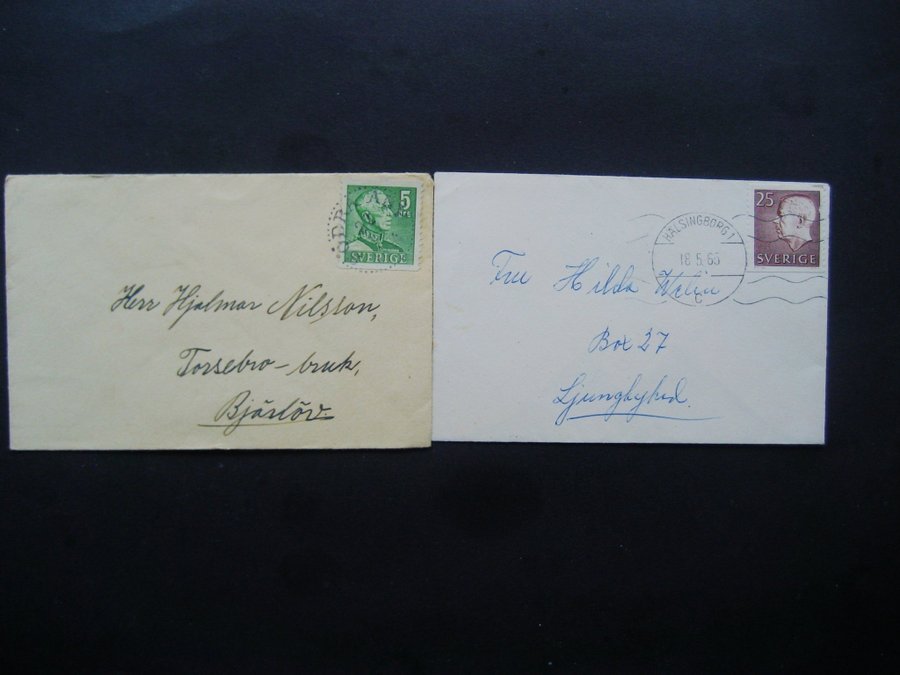 5
ÖRE
SVERIGE
Herr Hjalmar Nilsson,
Torsebro-bruk,
Bjärlöv
25
SVERIGE
HÄLSINGBORG 1
18.5.65
C
Fru Hilda
Box 27
Ljungbyhed